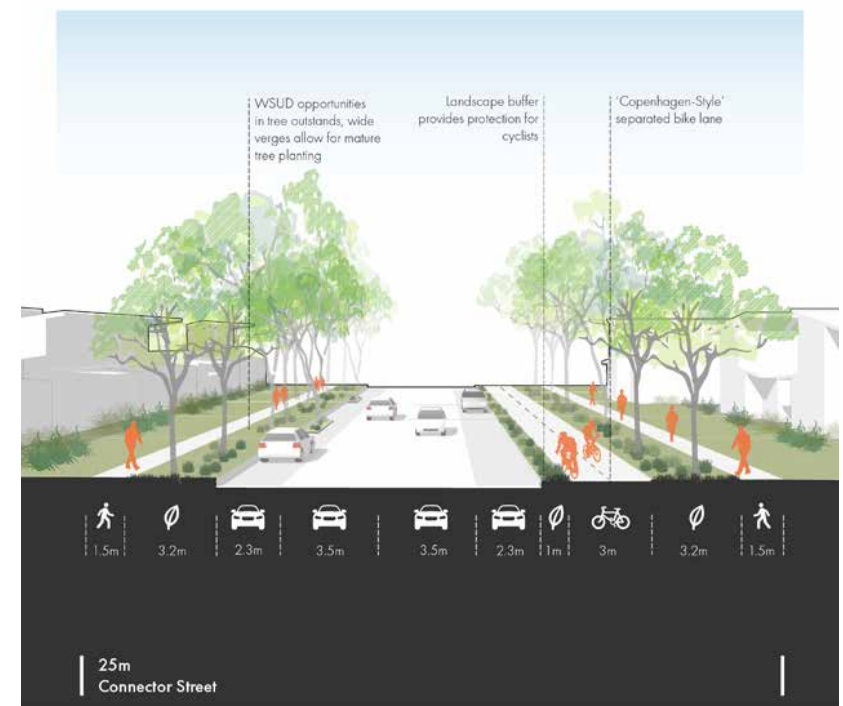 WSUD opportunities
in tree outstands, wide
verges allow for mature
tree planting
Landscape buffer
provides protection for
cyclists
'Copenhagen-Style'
separated bike lane
1.5m 3.2m 2.3m 3.5m 3.5m 2.3m 1m 3m 3.2m 1.5m
25m
Connector Street